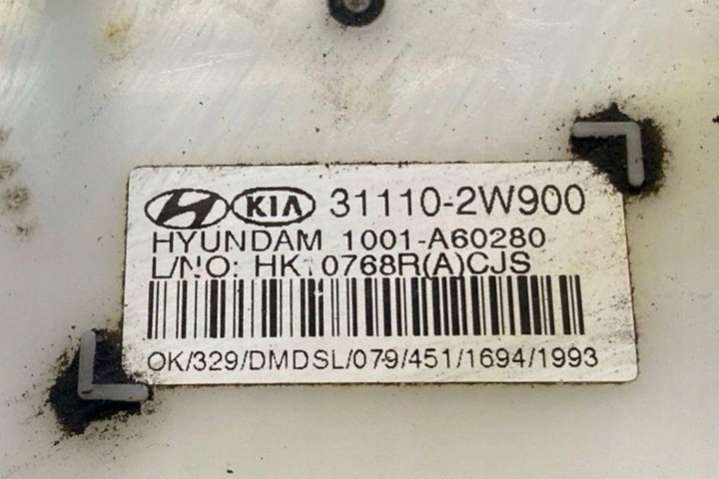 KIA 31110-2W900
HYUNDAM 1001-A60280
L/NO: HK 0768R(A)CJS
OK/329/DMDSL/079/451/1694/1993